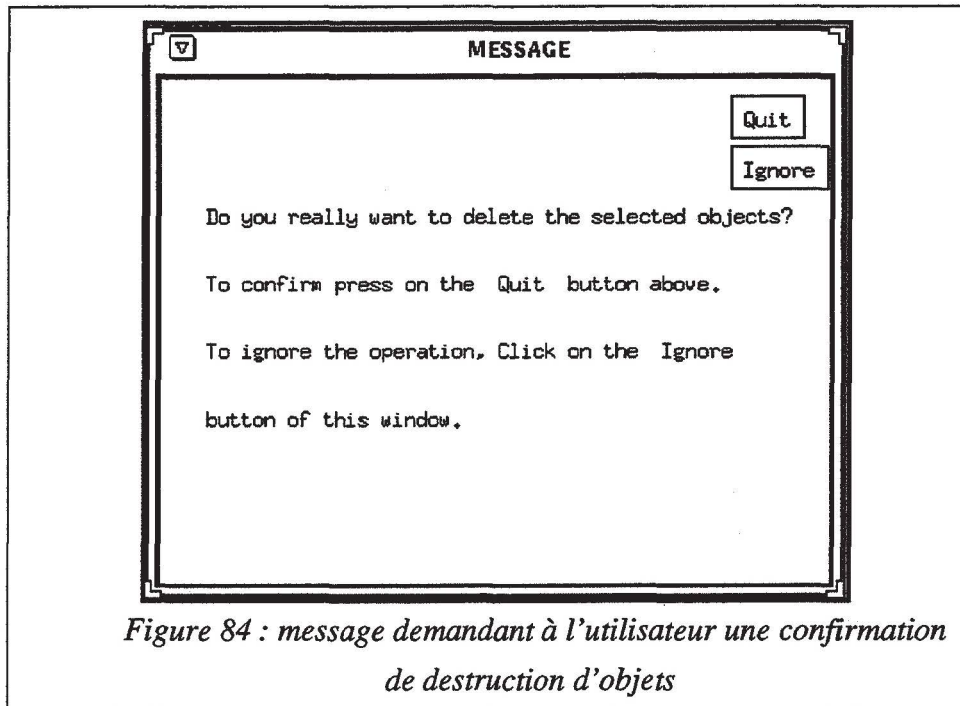 MESSAGE
Quit
Ignore
Do you really want to delete the selected objects?
To confirm press on the Quit button above.
To ignore the operation, Click on the Ignore
button of this window.
Figure 84 : message demandant à l'utilisateur une confirmation
de destruction d'objets